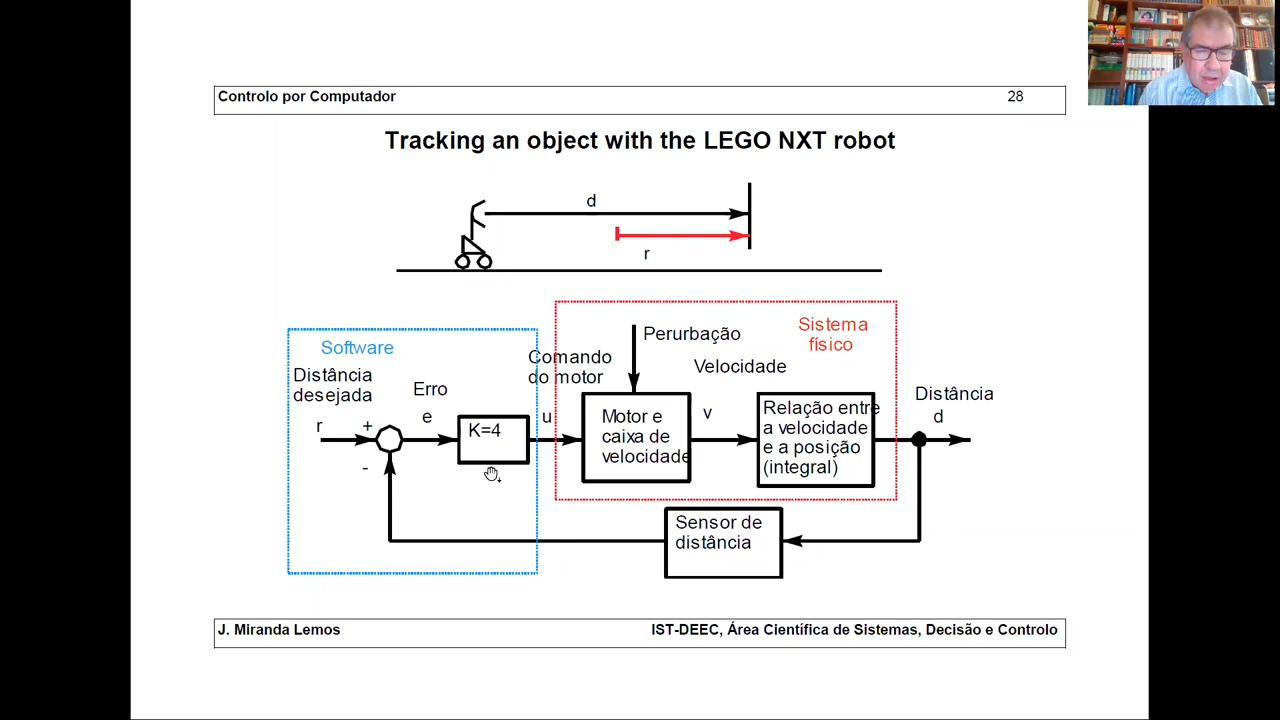 Controlo por Computador
28
Tracking an object with the LEGO NXT robot
d
r
Software
Distância
desejada
r
+
-
Erro
e
K=4
Comando
do motor
u
Perurbação
Velocidade
Sistema
físico
Motor e
caixa de
velocidade
v
Relação entre
a velocidade
e a posição
(integral)
Distância
d
Sensor de
distância
J. Miranda Lemos
IST-DEEC, Área Científica de Sistemas, Decisão e Controlo